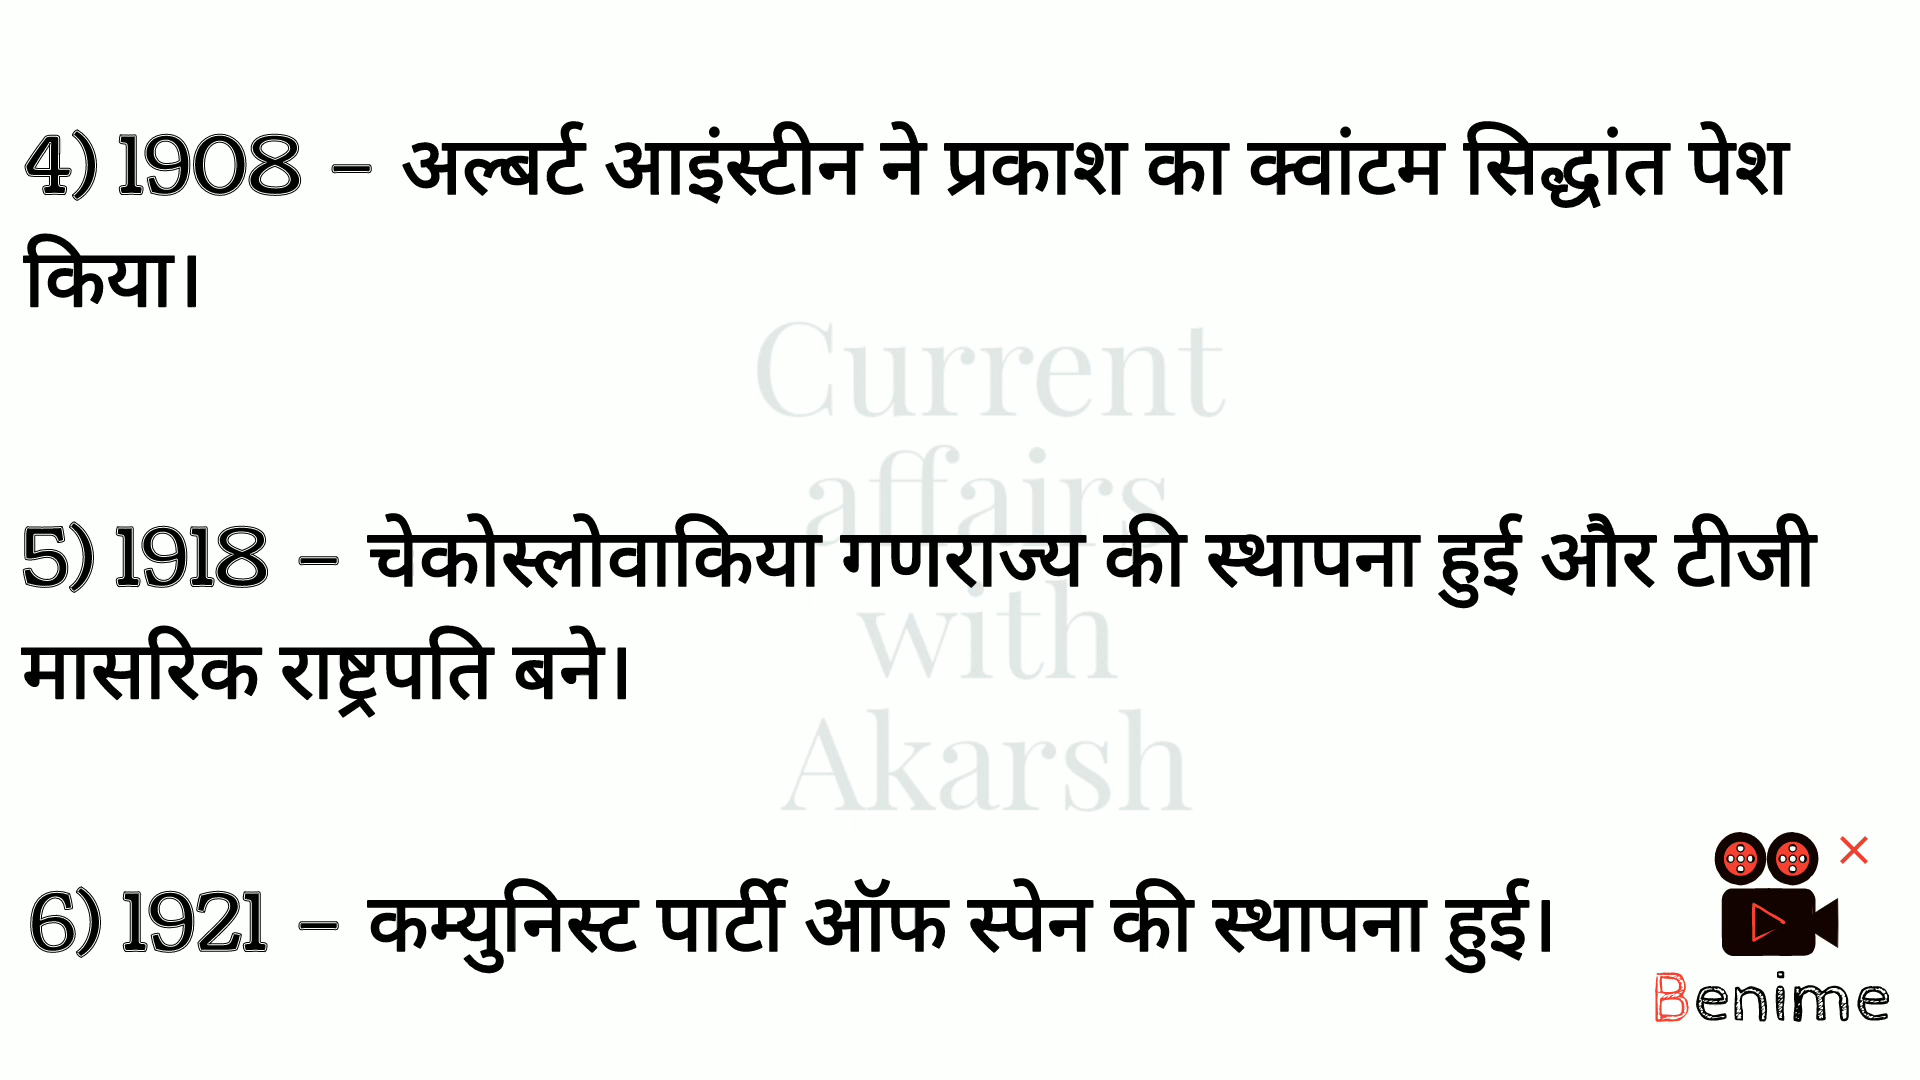 4) 1908 – अल्बर्ट आइंस्टीन ने प्रकाश का क्वांटम सिद्धांत पेश
किया।
Current
affairs
with
Akarsh
5) 1918 – चेकोस्लोवाकिया गणराज्य की स्थापना हुई और टीजी
मासरिक राष्ट्रपति बने।
6) 1921 – कम्युनिस्ट पार्टी ऑफ स्पेन की स्थापना हुई।
Benime